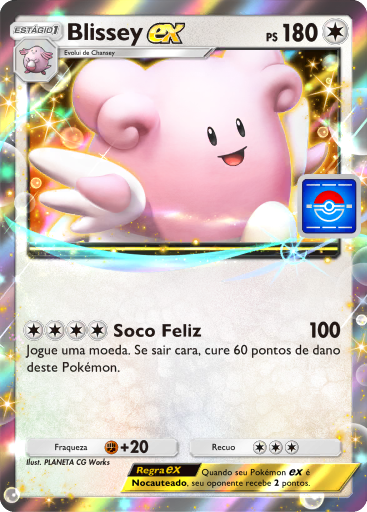 ESTÁGIO 1 Blissey ex PS 180
Evolui de Chansey
Soco Feliz 100
Jogue uma moeda. Se sair cara, cure 60 pontos de dano
deste Pokémon.
Fraqueza +20 Recuo
Ilust. PLANETA CG Works
Regra ex Quando seu Pokémon ex é
Nocauteado, seu oponente recebe 2 pontos.